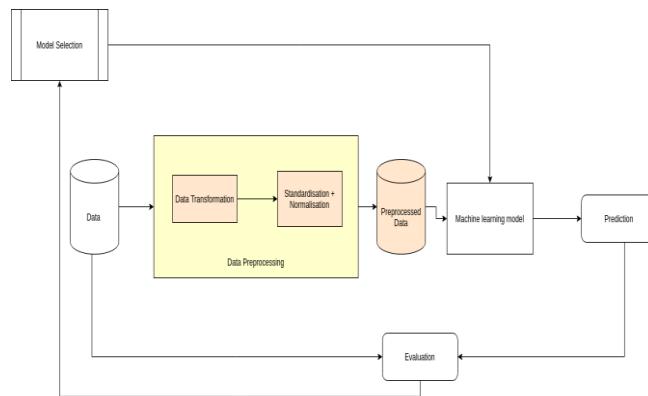 Model Selection
Data
Data Transformation
Standardisation +
Normalisation
Data Preprocessing
Preprocessed
Data
Machine learning model
Prediction
Evaluation